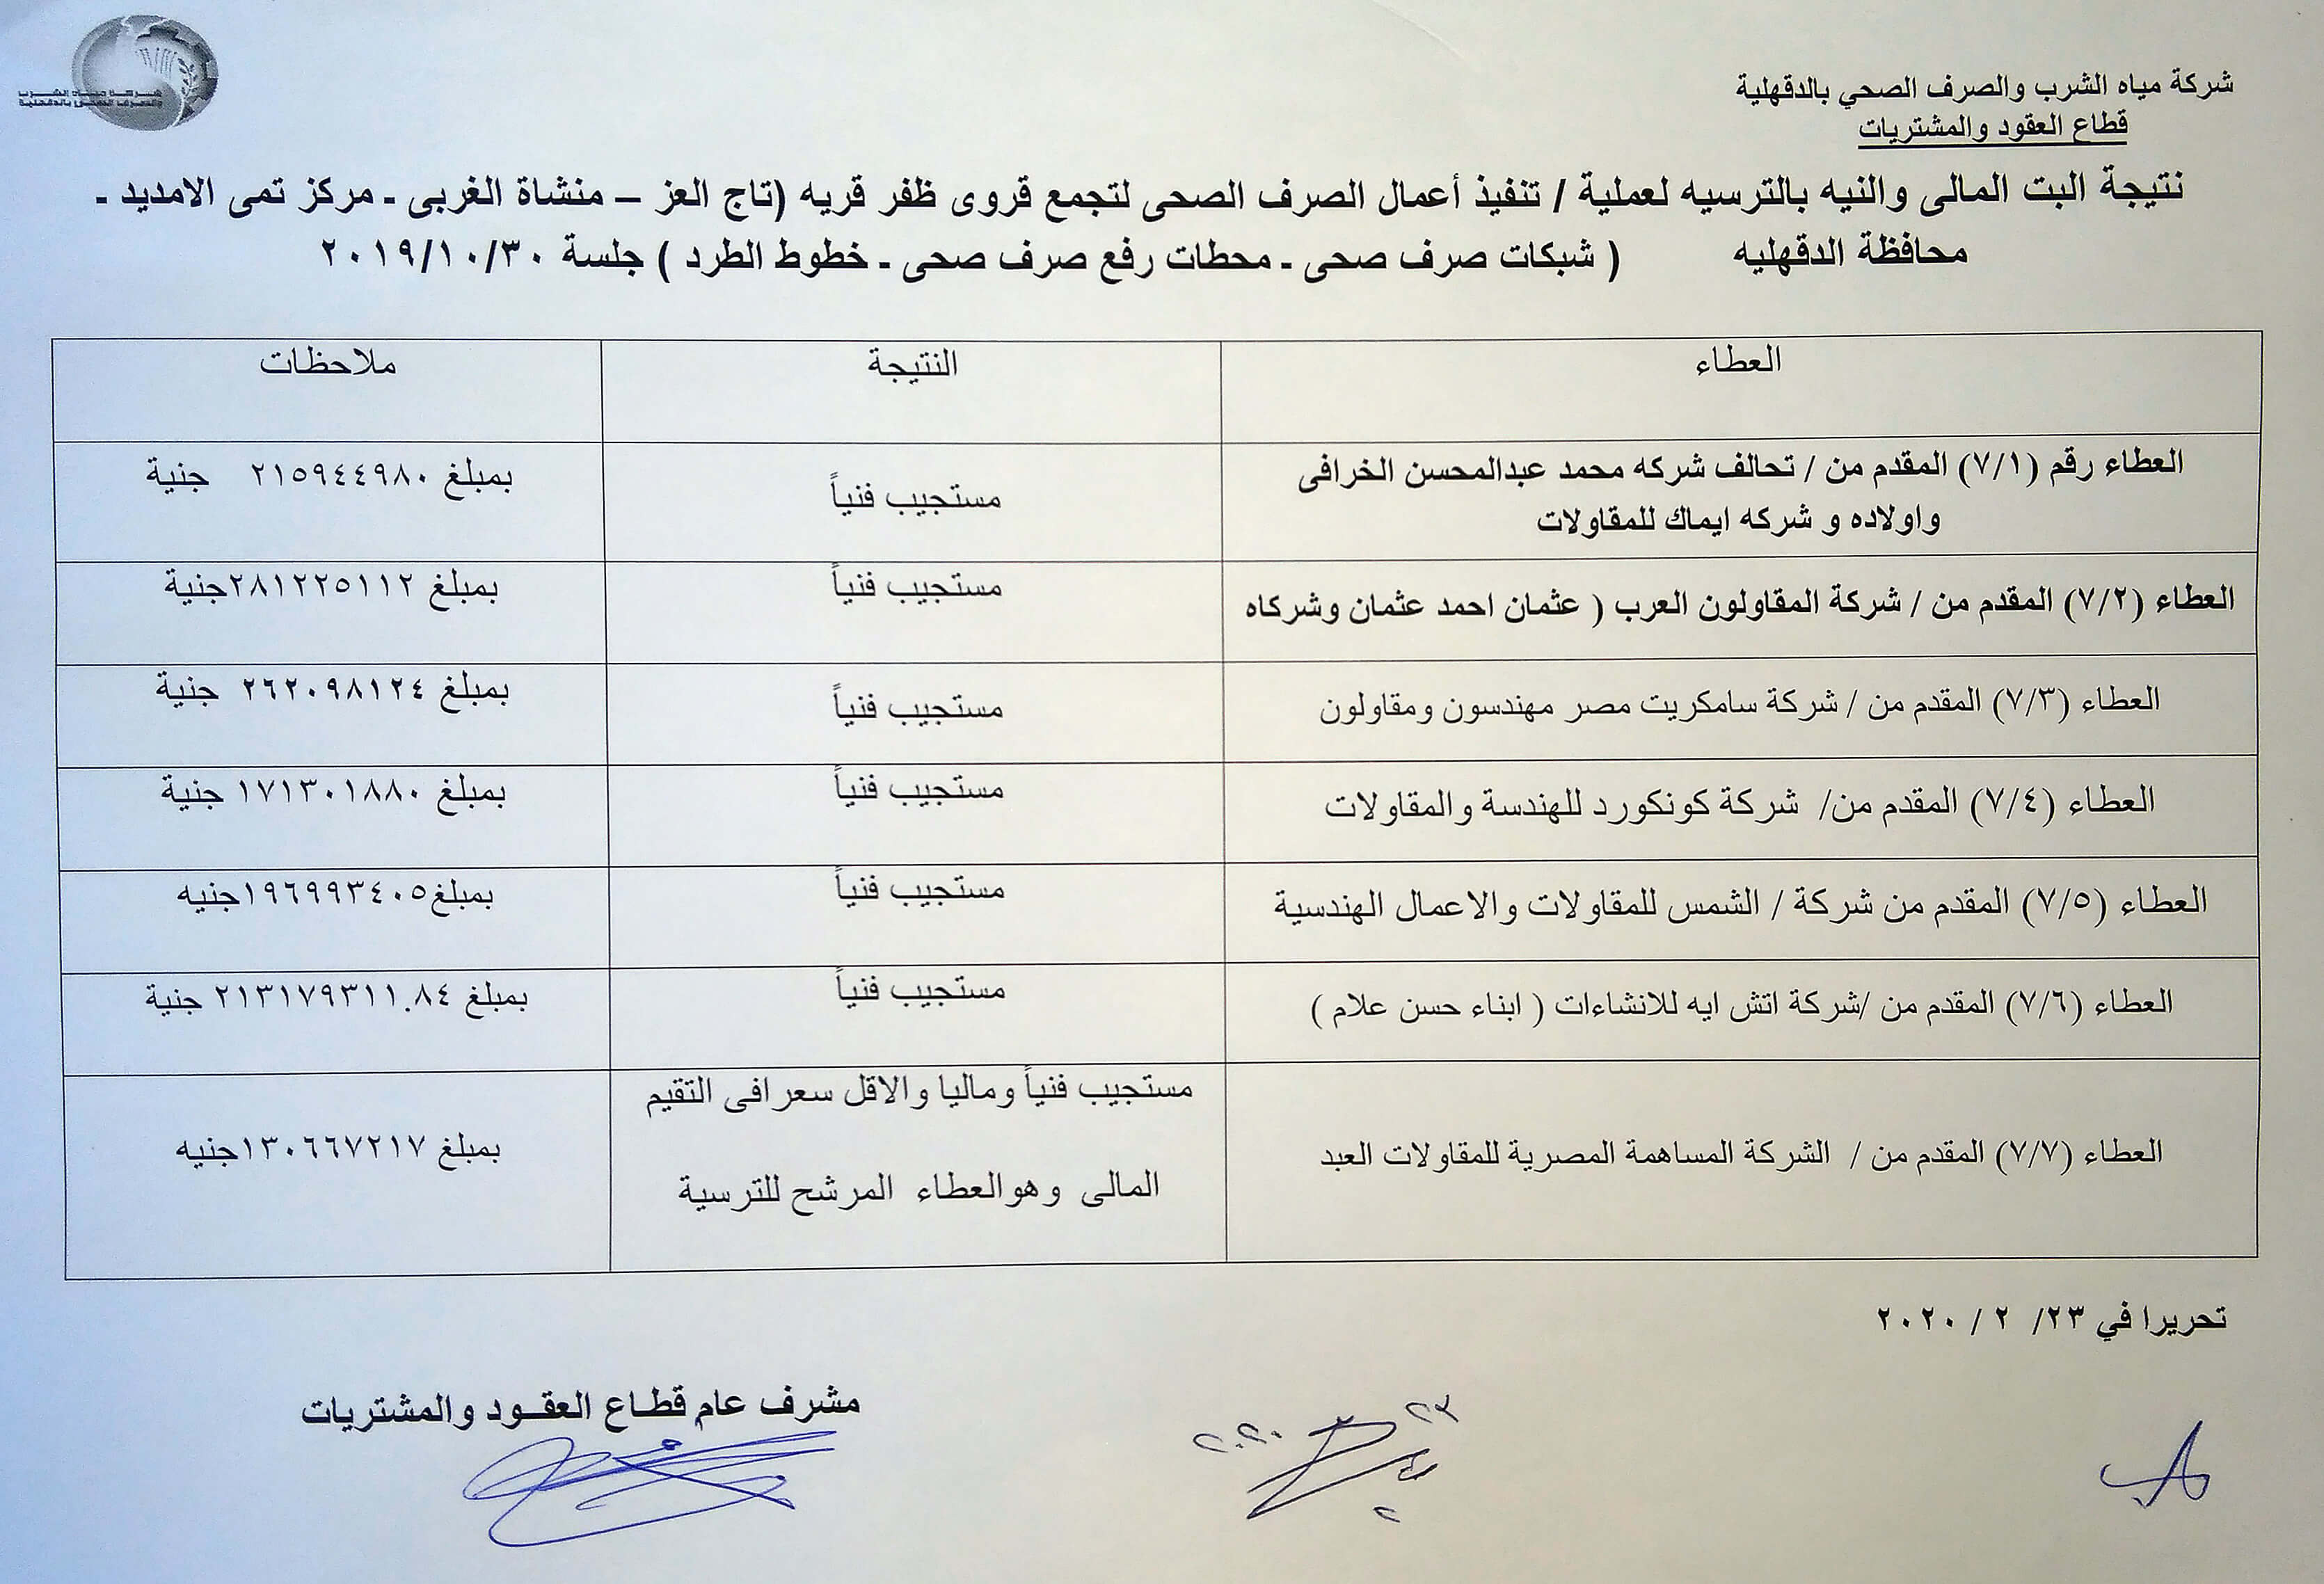 شركة مياه الشرب
والصرف الصحى بالدقهلية
شركة مياه الشرب والصرف الصحي بالدقهلية
قطاع العقود والمشتريات
نتيجة البت المالى والنيه بالترسيه لعملية / تنفيذ أعمال الصرف الصحى لتجمع قروى ظفر قريه (تاج العز – منشاة الغربى - مركز تمى الامديد -
محافظة الدقهليه ( شبكات صرف صحى - محطات رفع صرف صحى - خطوط الطرد ) جلسة ٢٠١٩/١٠/٣٠
العطاء النتيجة ملاحظات
العطاء رقم (٧/١) المقدم من / تحالف شركه محمد عبدالمحسن الخرافى
واولاده و شركه ايماك للمقاولات
مستجيب فنياً
بمبلغ ٢١٥٩٤٤٩٨٠ جنية
العطاء (٧/٢) المقدم من / شركة المقاولون العرب ( عثمان احمد عثمان وشركاه
مستجيب فنياً
بمبلغ ٢٨١٢٢٥١١٢جنية
العطاء (٧/٣) المقدم من / شركة سامكريت مصر مهندسون ومقاولون
مستجيب فنياً
بمبلغ ٢٦٢٠٩٨١٢٤ جنية
العطاء (٧/٤) المقدم من/ شركة كونكورد للهندسة والمقاولات
مستجيب فنياً
بمبلغ ١٧١٣٠١٨٨٠ جنية
العطاء (٧/٥) المقدم من شركة / الشمس للمقاولات والاعمال الهندسية
مستجيب فنياً
بمبلغ١٩٦٩٩٣٤٠٥جنيه
العطاء (٧/٦) المقدم من /شركة اتش ايه للانشاءات ( ابناء حسن علام )
مستجيب فنياً
بمبلغ ٢١٣١٧٩٣١١.٨٤ جنية
العطاء (٧/٧) المقدم من / الشركة المساهمة المصرية للمقاولات العبد
مستجيب فنياً وماليا والاقل سعرافى التقيم
المالى وهوالعطاء المرشح للترسية
بمبلغ ١٣٠٦٦٧٢١٧جنيه
تحريرا في ٢٣/ ٢ / ٢٠٢٠
مشرف عام قطاع العقود والمشتريات
٢٣
٢
٢٠٢٠